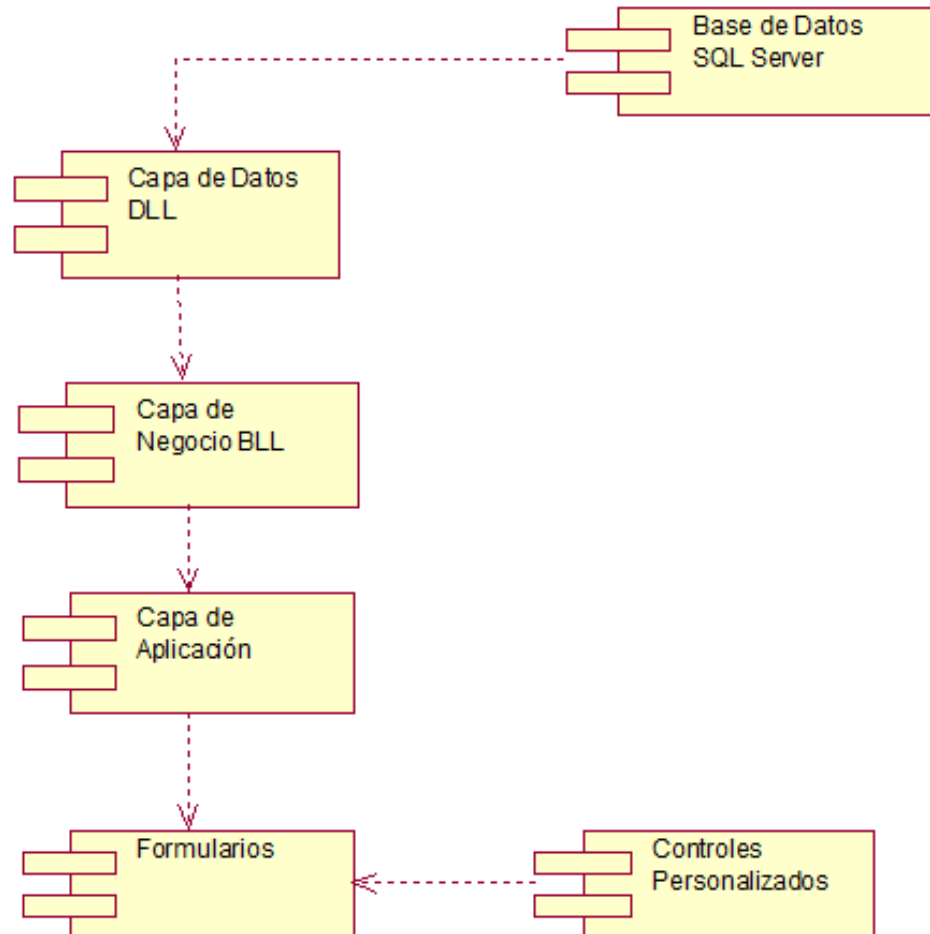 Base de Datos
SQL Server
Capa de Datos
DLL
Capa de
Negocio BLL
Capa de
Aplicación
Formularios
Controles
Personalizados